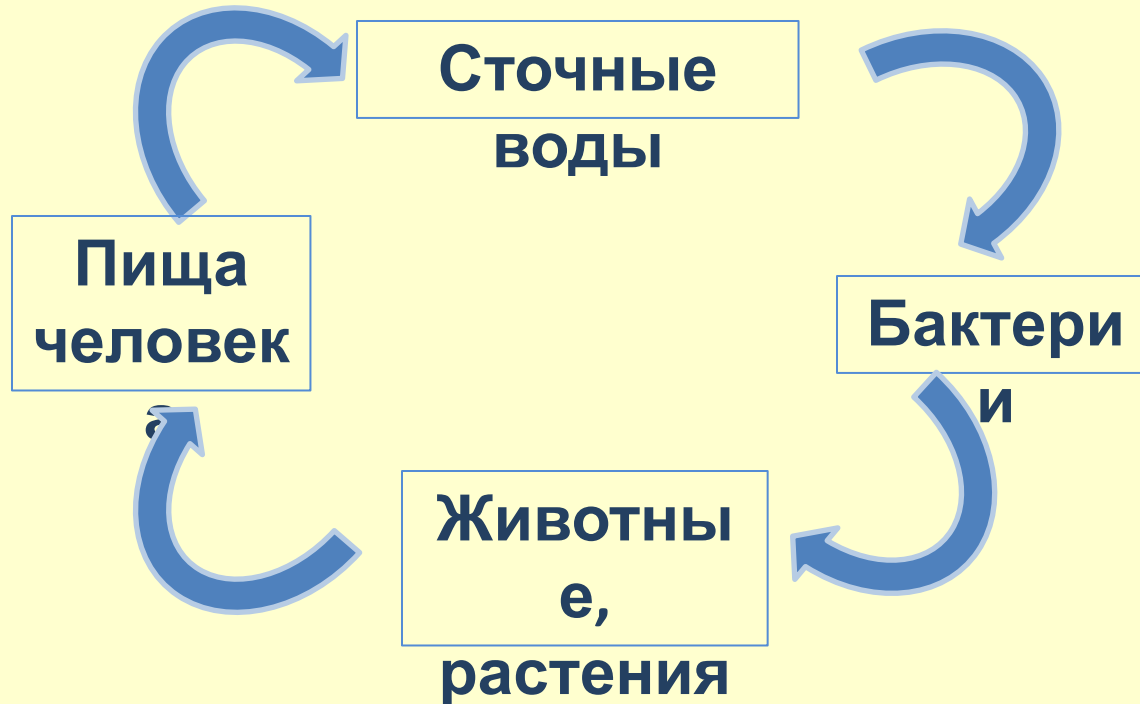 Сточные
воды
Пища
человек
а
Бактери
и
Животны
е,
растения